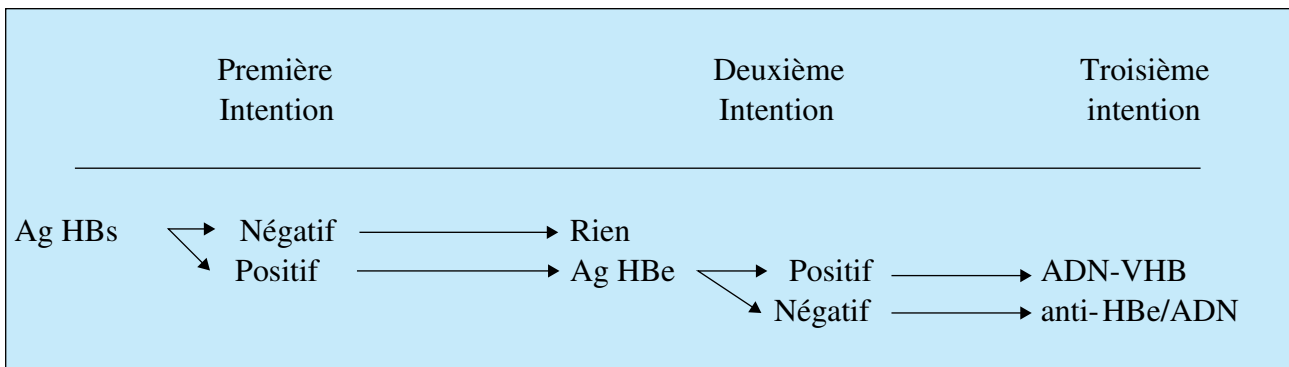 Première Deuxième Troisième
Intention Intention intention
Ag HBs Négatif Rien
Positif Ag HBe Positif ADN-VHB
Négatif anti-HBe/ADN